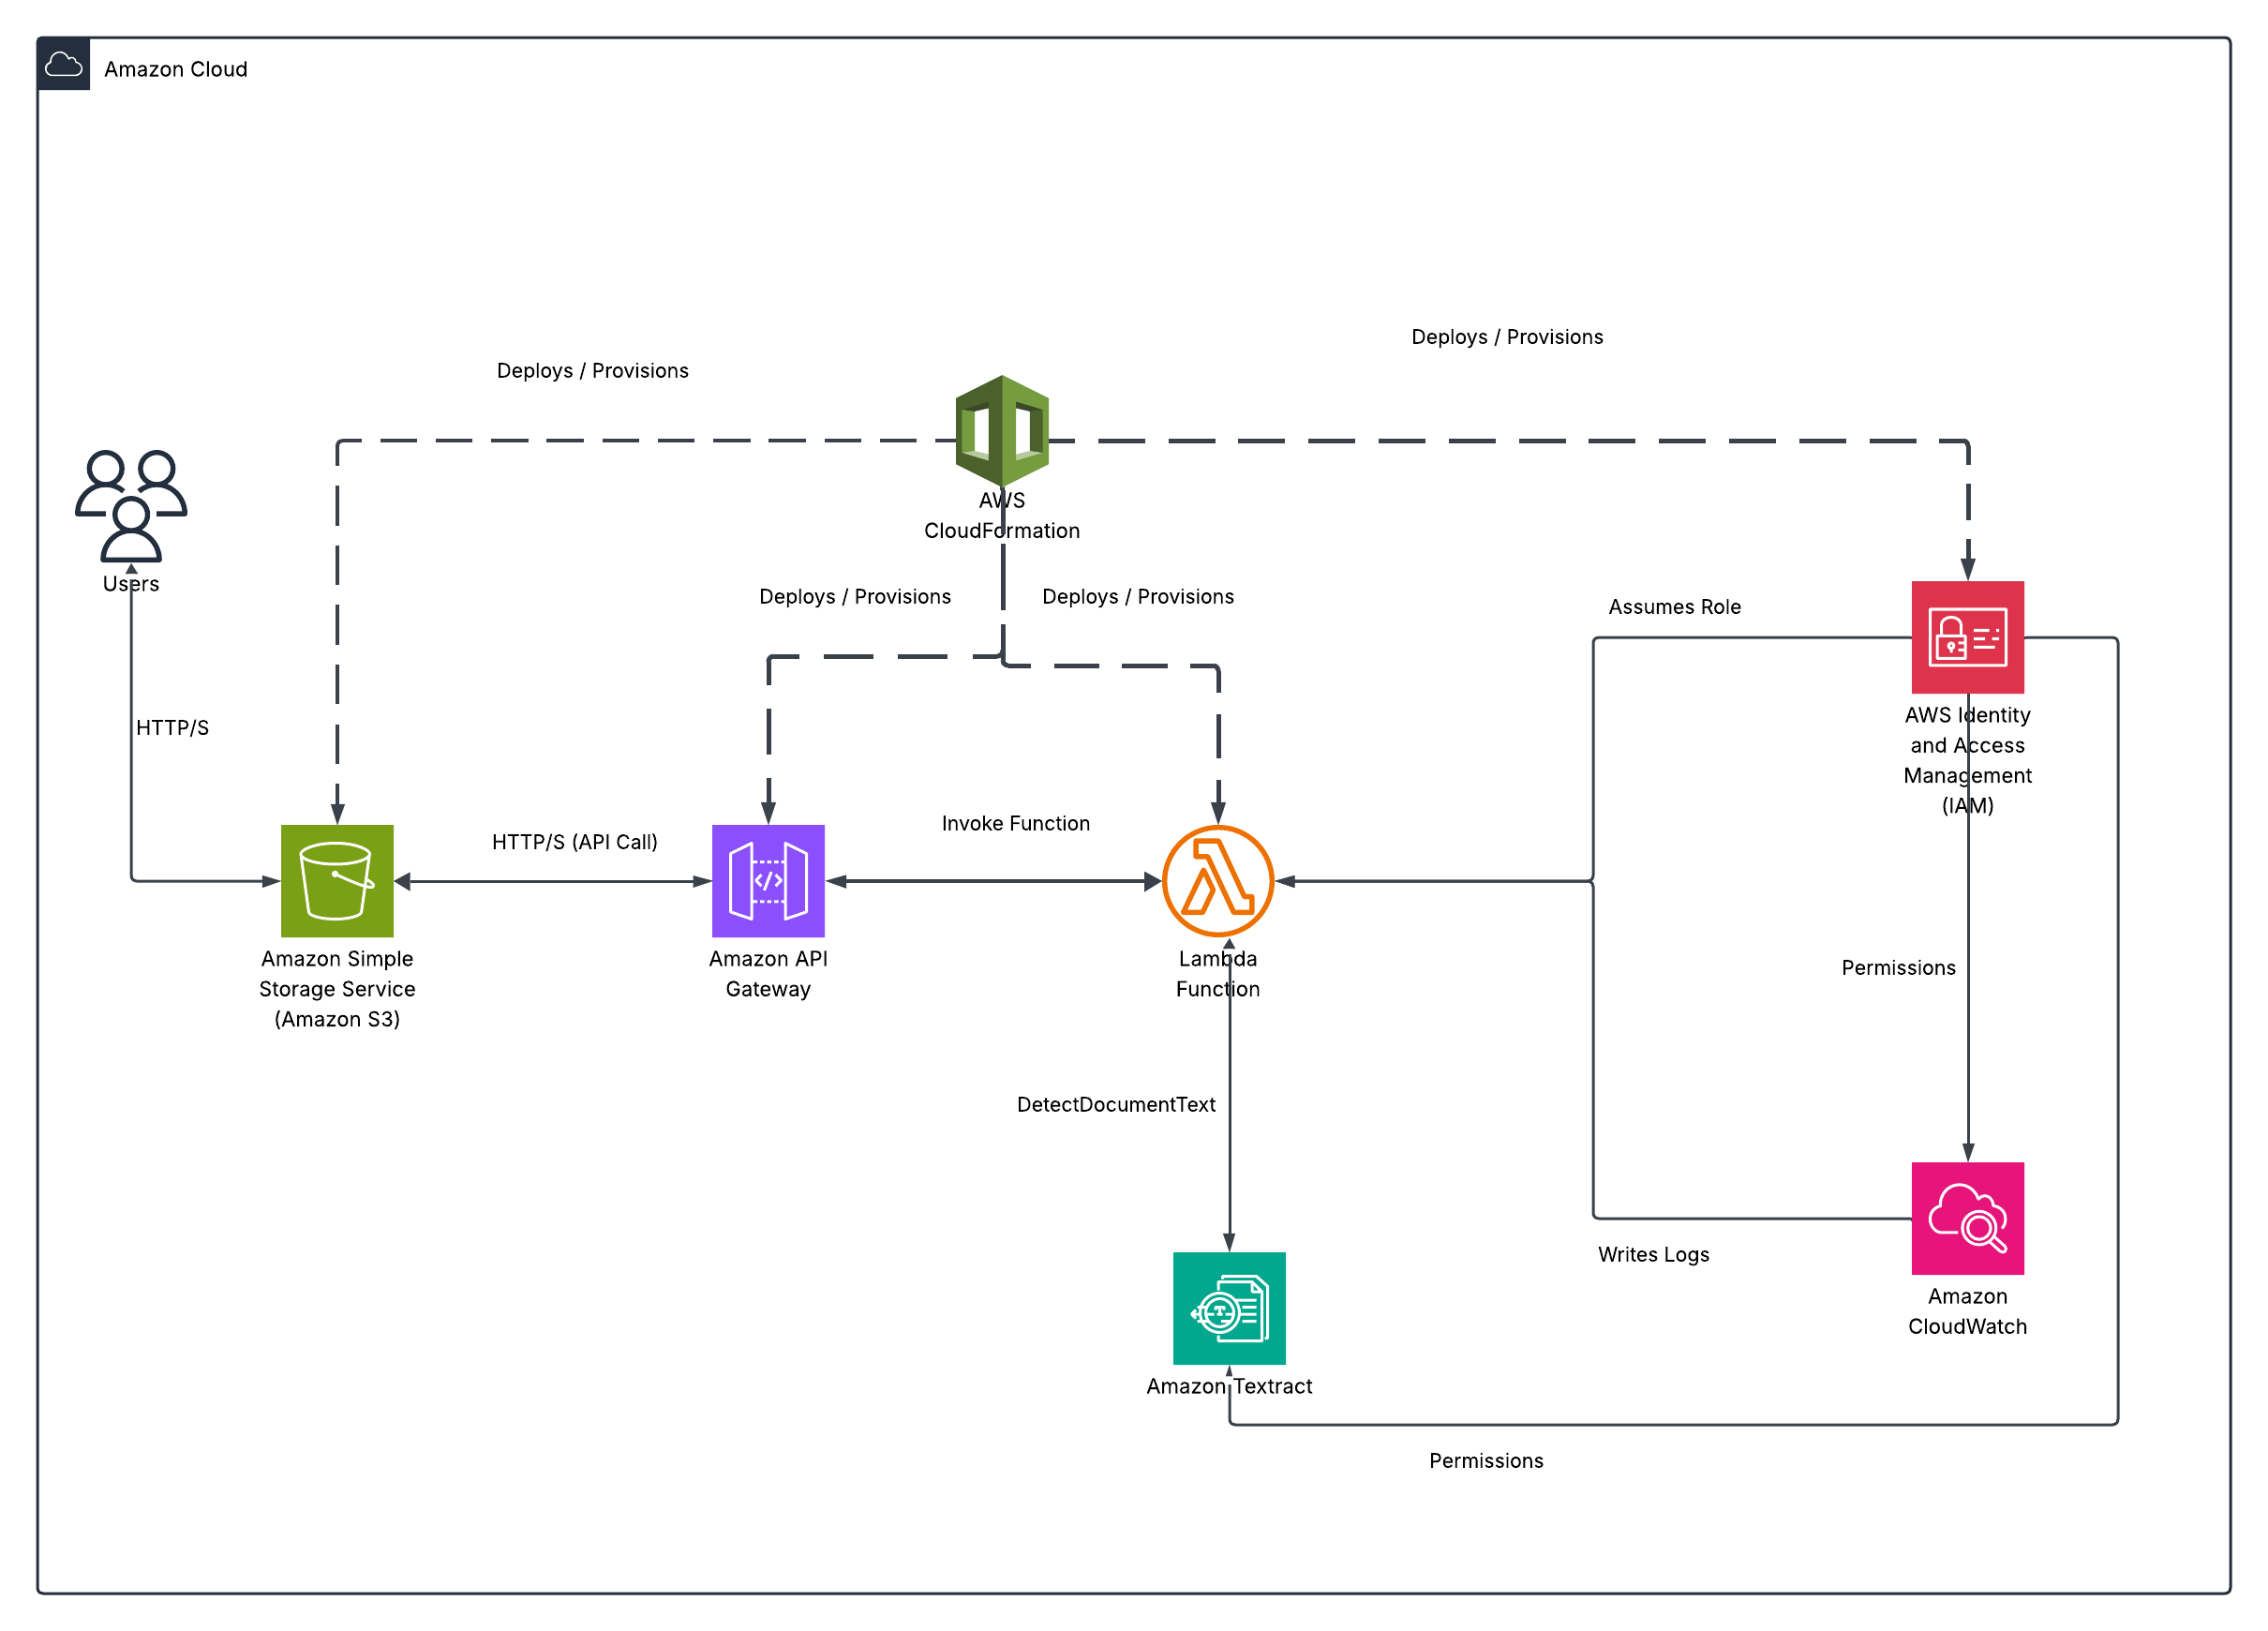 Amazon Cloud
Deploys / Provisions
Deploys / Provisions
AWS
CloudFormation
Users
Deploys / Provisions
Deploys / Provisions
Assumes Role
HTTP/S
AWS Identity
and Access
Management
(IAM)
HTTP/S (API Call)
Invoke Function
Amazon Simple
Storage Service
(Amazon S3)
Amazon API
Gateway
Lambda
Function
Permissions
DetectDocumentText
Writes Logs
Amazon
CloudWatch
Amazon Textract
Permissions